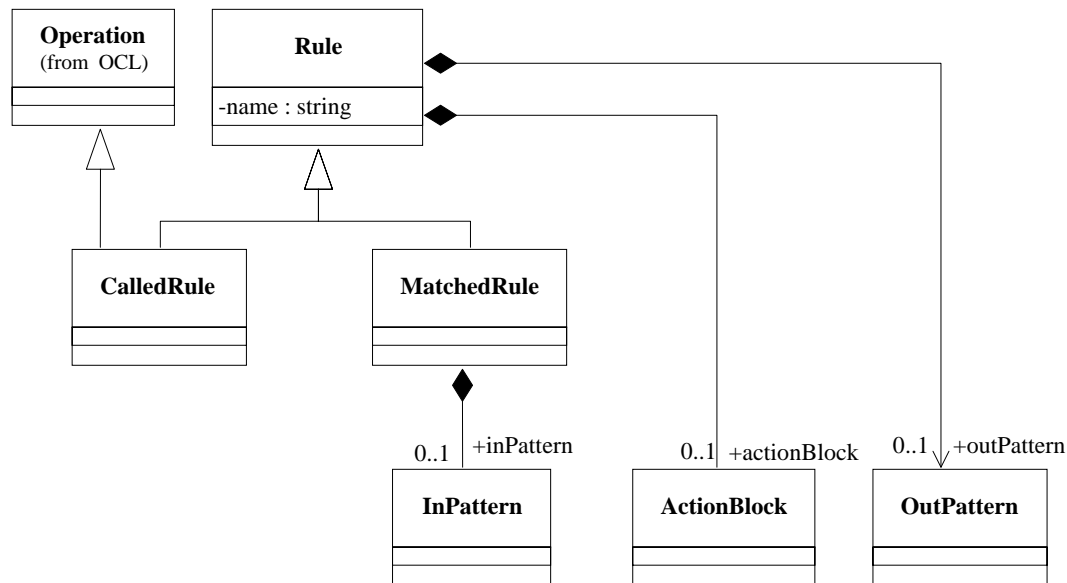 Operation
(from OCL)
Rule
-name : string
CalledRule
MatchedRule
0..1
+inPattern
0..1
+actionBlock
0..1
+outPattern
InPattern
ActionBlock
OutPattern